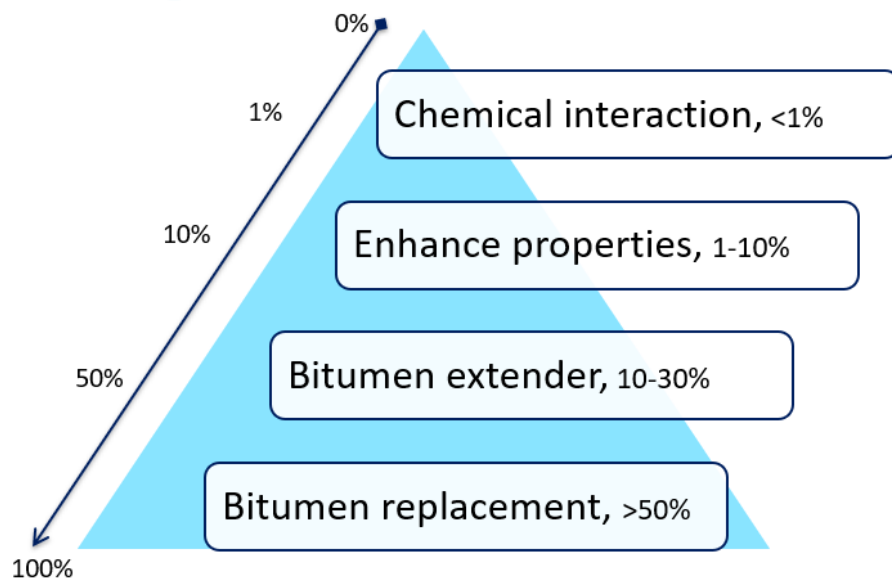 0%
1%
Chemical interaction, <1%
10%
Enhance properties, 1-10%
50%
Bitumen extender, 10-30%
Bitumen replacement, >50%
100%